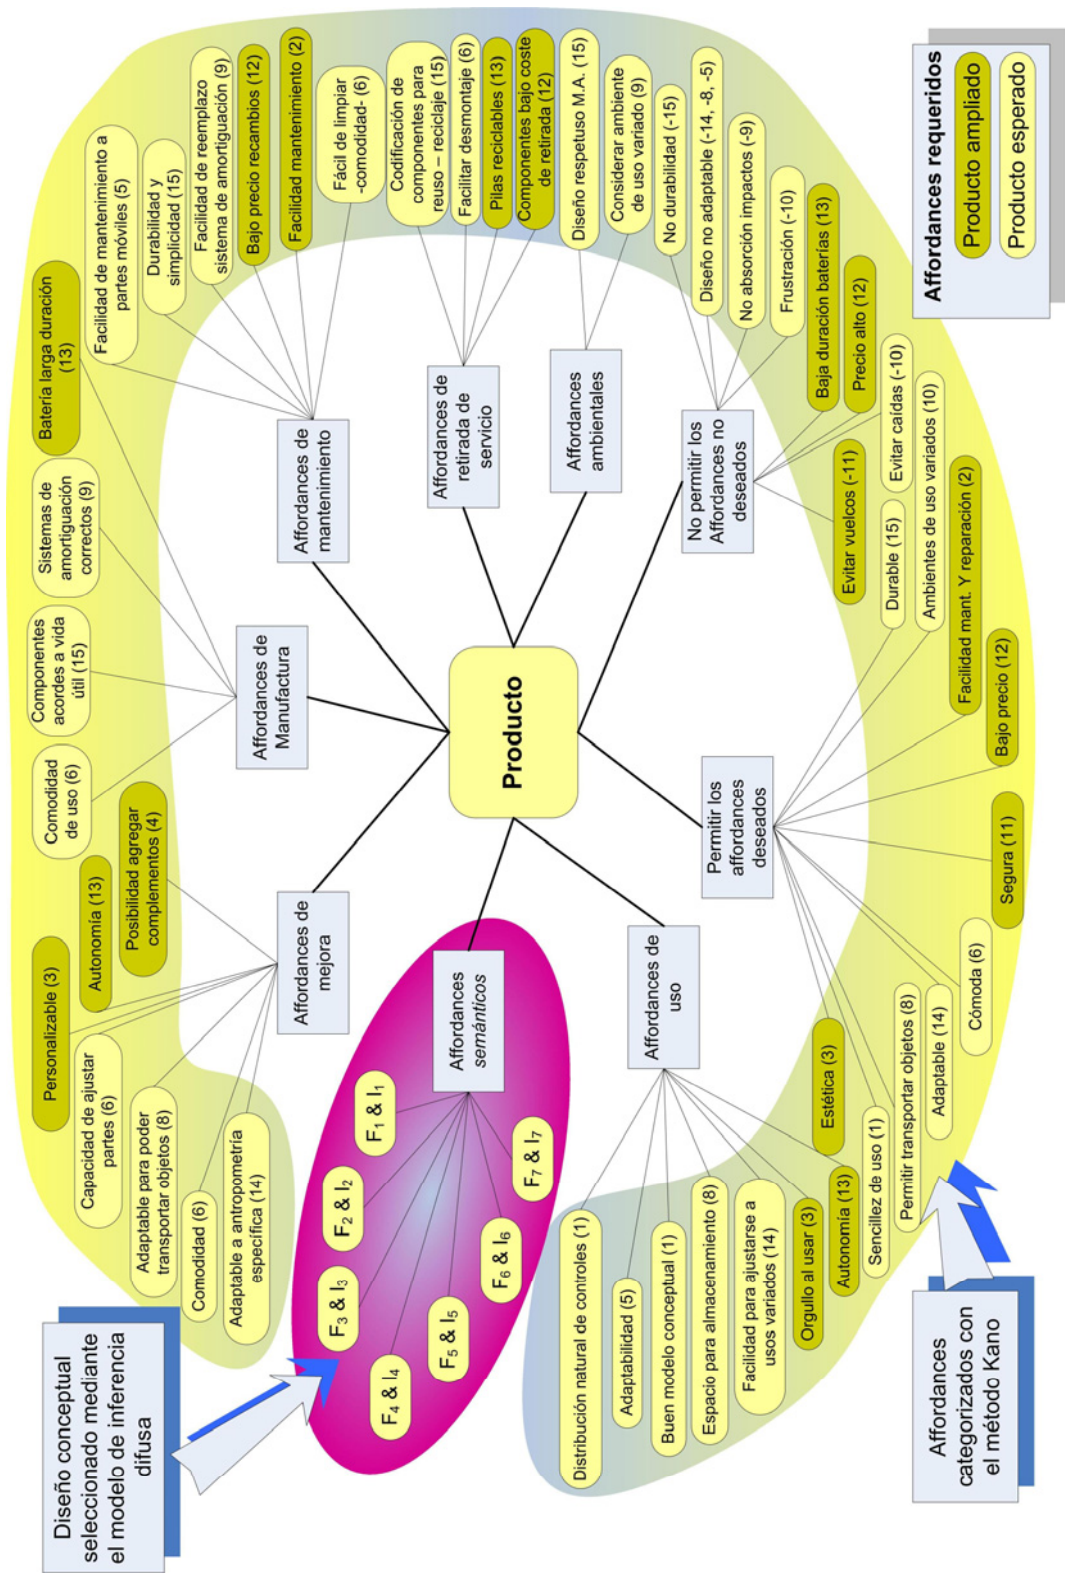 Diseño conceptual
seleccionado mediante
el modelo de inferencia
difusa
Personalizable (3)
Autonomía (13)
Posibilidad agregar
complementos (4)
Capacidad de ajustar
partes (6)
Adaptable para poder
transportar objetos (8)
Comodidad (6)
Adaptable a antropometría
específica (14)
Affordances de
mejora
Comodidad
de uso (6)
Componentes
acordes a vida
útil (15)
Sistemas de
amortiguación
correctos (9)
Batería larga duración
(13)
Affordances de
Manufactura
Facilidad de mantenimiento a
partes móviles (5)
Durabilidad y
simplicidad (15)
Facilidad de reemplazo
sistema de amortiguación (9)
Bajo precio recambios (12)
Facilidad mantenimiento (2)
Fácil de limpiar
-comodidad- (6)
Affordances de
mantenimiento
Codificación de
componentes para
reuso – reciclaje (15)
Facilitar desmontaje (6)
Pilas reciclables (13)
Componentes bajo coste
de retirada (12)
Affordances de
retirada de
servicio
Diseño respetuso M.A. (15)
Considerar ambiente
de uso variado (9)
Affordances
ambientales
No durabilidad (-15)
Diseño no adaptable (-14, -8, -5)
No absorción impactos (-9)
Frustración (-10)
Baja duración baterías (13)
Precio alto (12)
Evitar caídas (-10)
Evitar vuelcos (-11)
No permitir los
Affordances no
deseados
Producto
Affordances
semánticos
F1 & I1
F2 & I2
F3 & I3
F4 & I4
F5 & I5
F6 & I6
F7 & I7
Permitir los
affordances
deseados
Durable (15)
Ambientes de uso variados (10)
Facilidad mant. Y reparación (2)
Bajo precio (12)
Segura (11)
Cómoda (6)
Adaptable (14)
Permitir transportar objetos (8)
Sencillez de uso (1)
Estética (3)
Affordances de
uso
Distribución natural de controles (1)
Adaptabilidad (5)
Buen modelo conceptual (1)
Espacio para almacenamiento (8)
Facilidad para ajustarse a
usos variados (14)
Orgullo al usar (3)
Autonomía (13)
Affordances
categorizados con
el método Kano
Affordances requeridos
Producto ampliado
Producto esperado